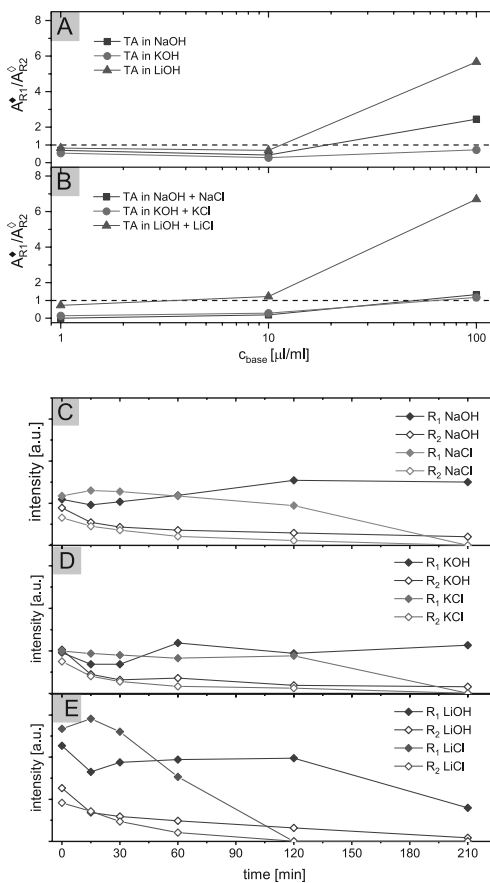 A
TA in NaOH
TA in KOH
TA in LiOH
A◆R1/A◇R2
8
6
4
2
1
0
B
TA in NaOH + NaCl
TA in KOH + KCl
TA in LiOH + LiCl
A◆R1/A◇R2
8
6
4
2
1
0
1 10 100
c_base [µl/ml]
C
R₁ NaOH
R₂ NaOH
R₁ NaCl
R₂ NaCl
intensity [a.u.]
D
R₁ KOH
R₂ KOH
R₁ KCl
R₂ KCl
intensity [a.u.]
E
R₁ LiOH
R₂ LiOH
R₁ LiCl
R₂ LiCl
intensity [a.u.]
0 30 60 90 120 150 180 210
time [min]